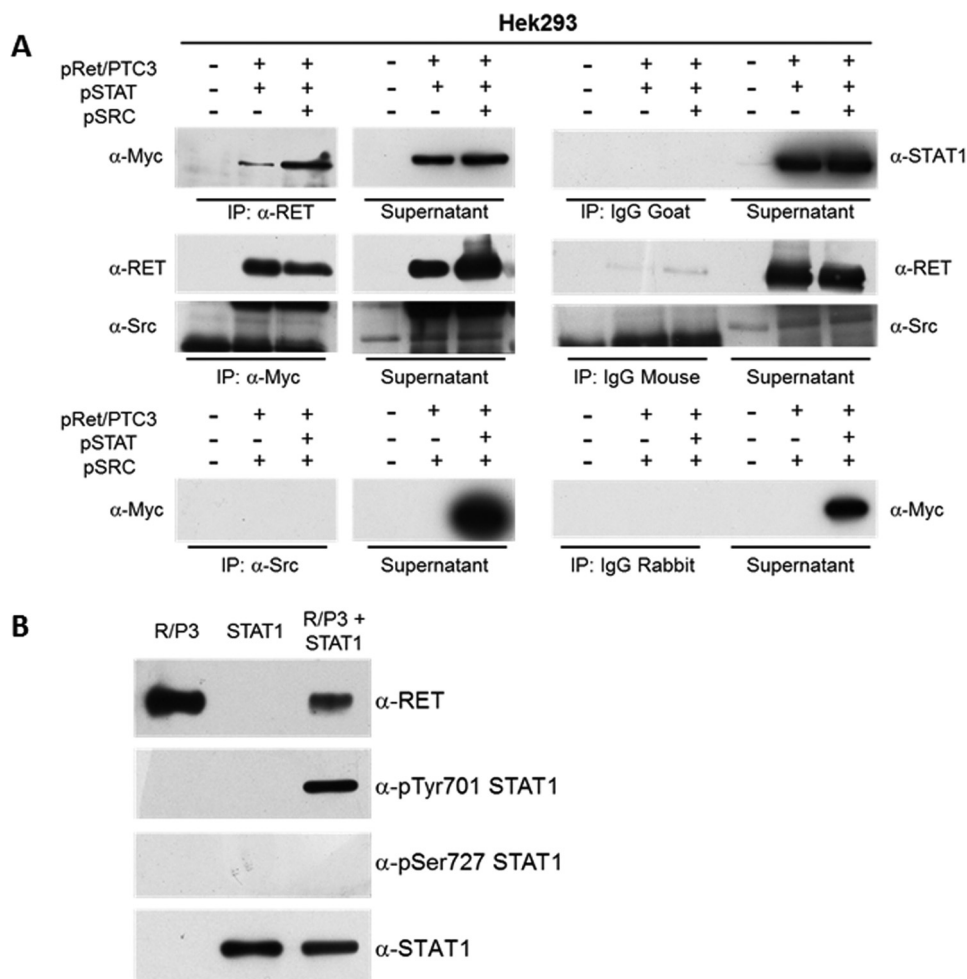 Hek293
A
pRet/PTC3 - + + - + + - + + - + +
pSTAT - + + - + + - + + - + +
pSRC - - + - - + - - + - - +
α-Myc α-STAT1
IP: α-RET Supernatant IP: IgG Goat Supernatant
α-RET α-RET
α-Src α-Src
IP: α-Myc Supernatant IP: IgG Mouse Supernatant
pRet/PTC3 - + + - + + - + + - + +
pSTAT - - + - - + - - + - - +
pSRC - + + - + + - + + - + +
α-Myc α-Myc
IP: α-Src Supernatant IP: IgG Rabbit Supernatant
B
R/P3 STAT1 R/P3 +
STAT1
α-RET
α-pTyr701 STAT1
α-pSer727 STAT1
α-STAT1